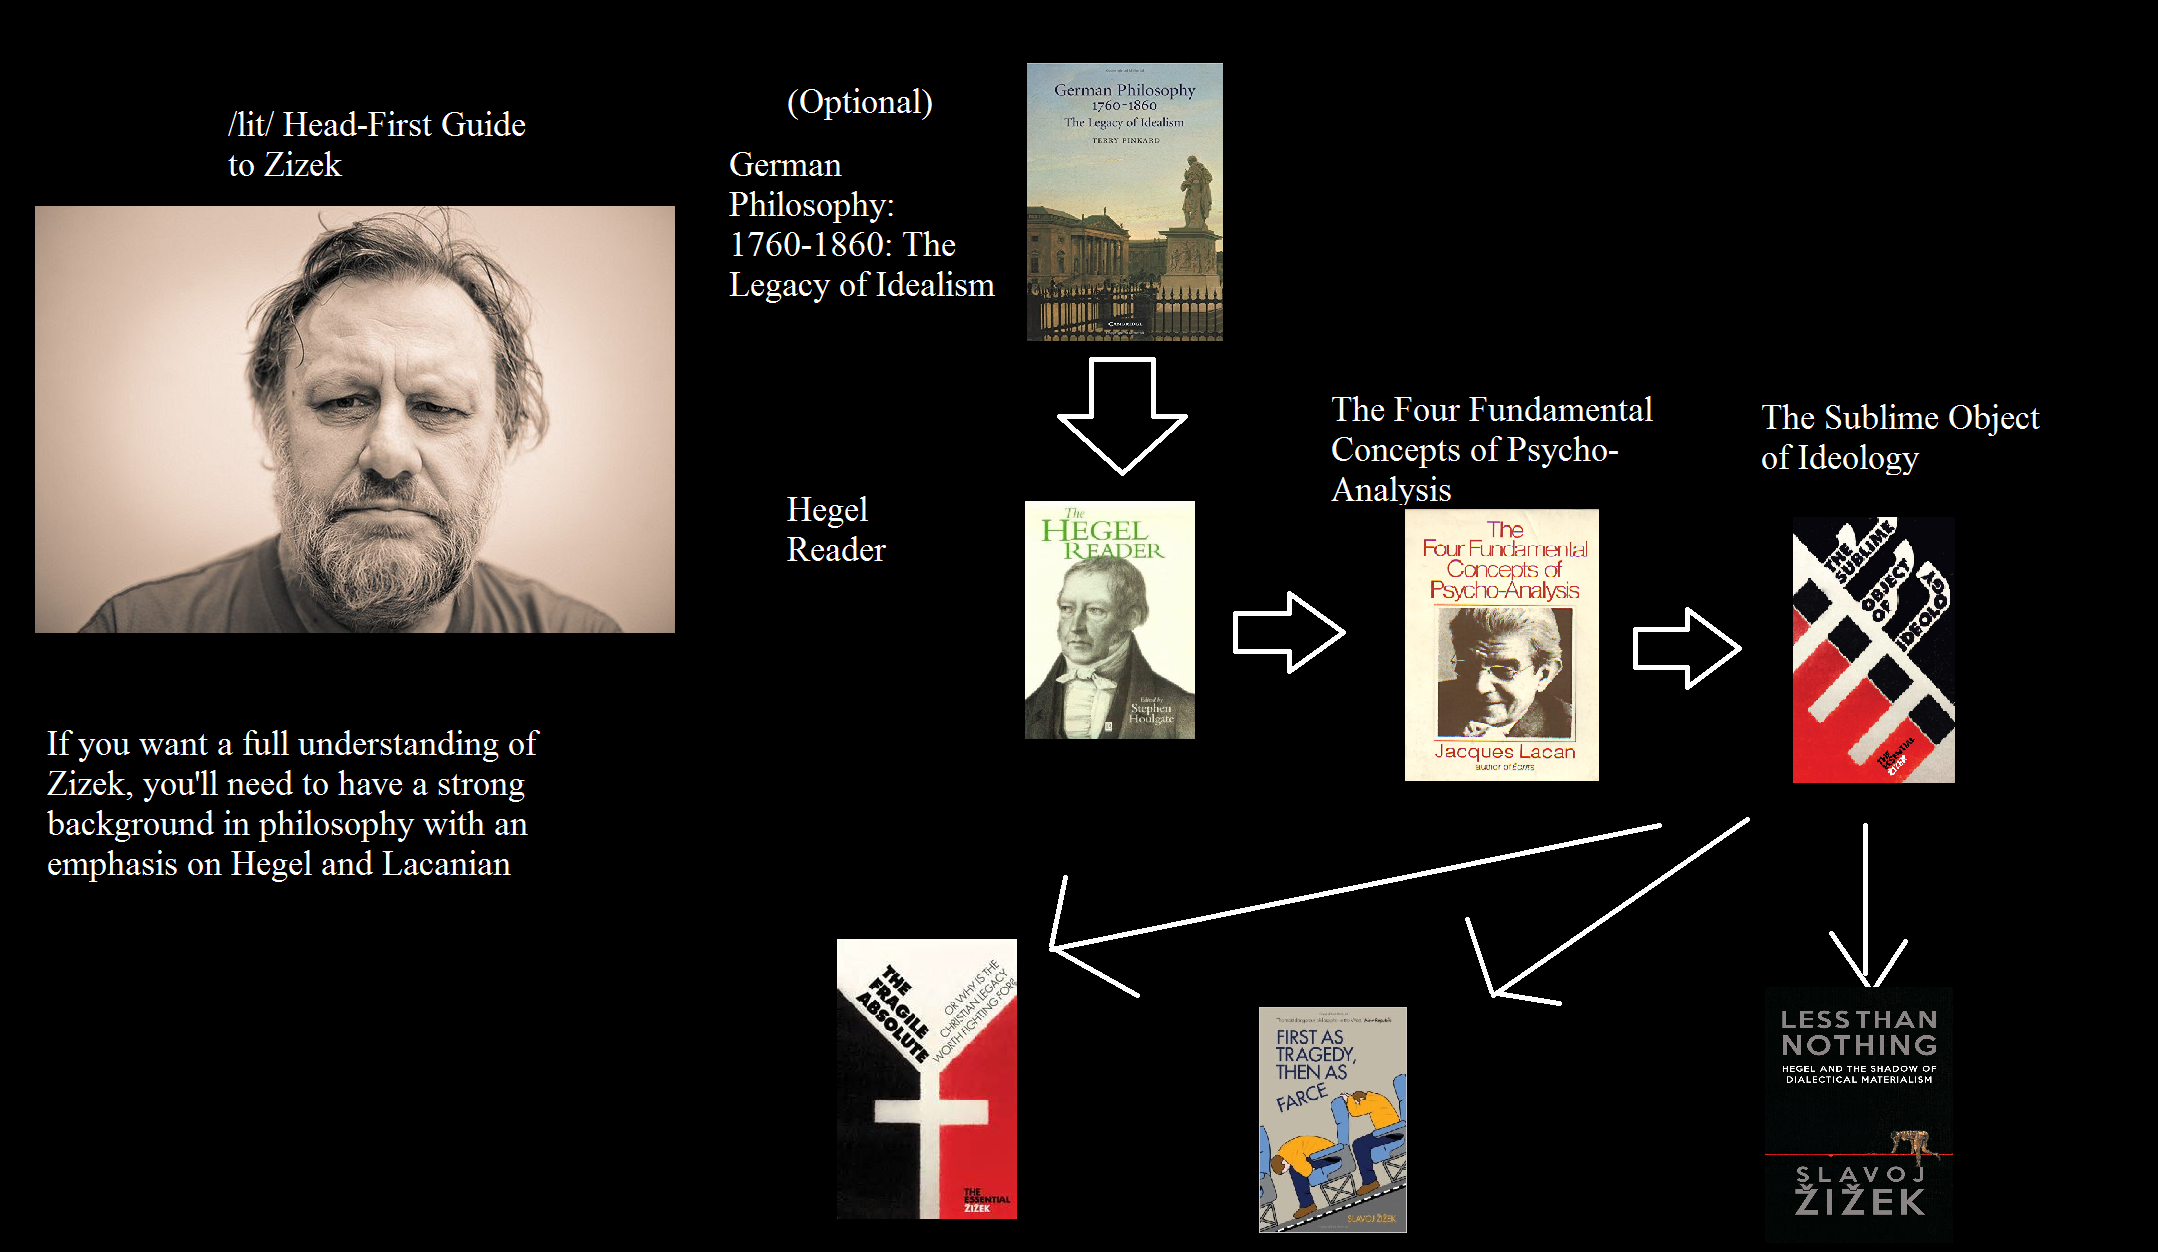 /lit/ Head-First Guide
to Zizek
If you want a full understanding of
Zizek, you'll need to have a strong
background in philosophy with an
emphasis on Hegel and Lacanian
(Optional)
German
Philosophy:
1760-1860: The
Legacy of Idealism
German Philosophy
1760-1860
The Legacy of Idealism
TERRY PINKARD
CAMBRIDGE
Hegel
Reader
The
HEGEL
READER
Edited by
Stephen
Houlgate
The Four Fundamental
Concepts of Psycho-
Analysis
The
Four Fundamental
Concepts of
Psycho-Analysis
Jacques Lacan
author of Écrits
The Sublime Object
of Ideology
THE
SUBLIME
OBJECT
OF
IDEOLOGY
THE
ESSENTIAL
ŽIŽEK
THE
FRAGILE
ABSOLUTE
OR WHY IS THE
CHRISTIAN LEGACY
WORTH FIGHTING FOR?
THE
ESSENTIAL
ŽIŽEK
FIRST AS
TRAGEDY,
THEN AS
FARCE
SLAVOJ ŽIŽEK
LESS THAN
NOTHING
HEGEL AND THE SHADOW OF
DIALECTICAL MATERIALISM
SLAVOJ
ŽIŽEK